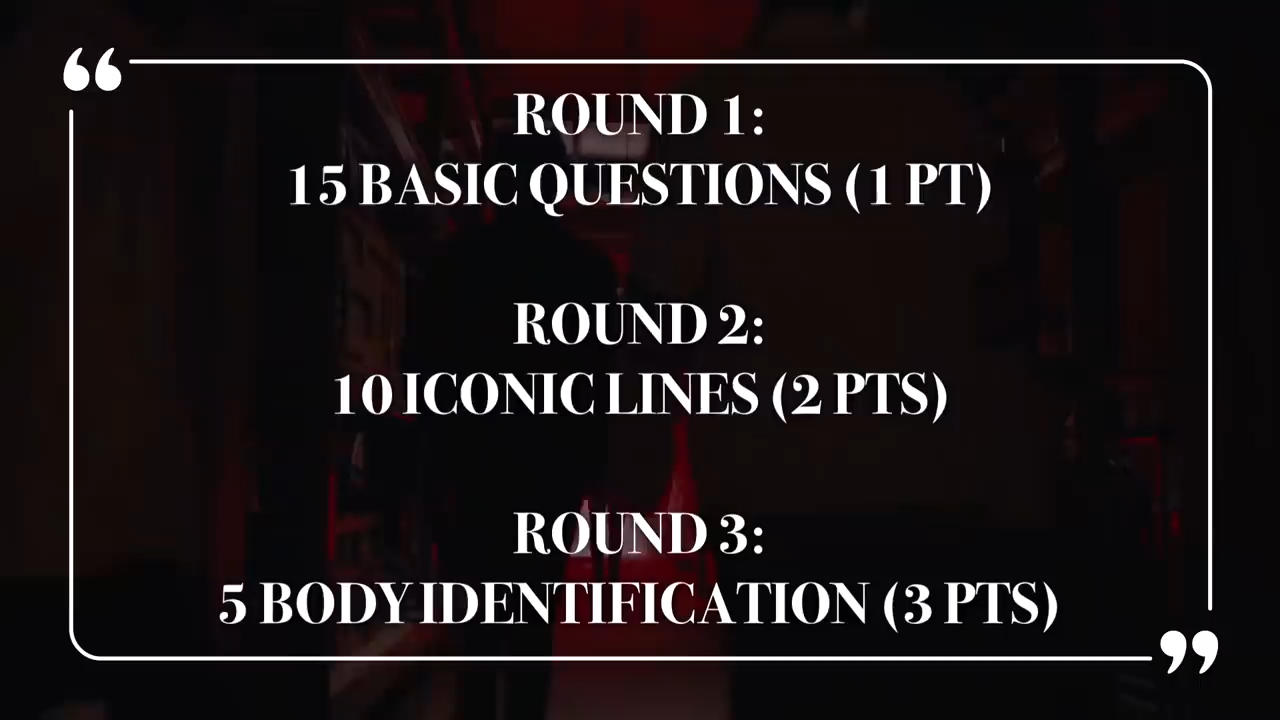 ROUND 1:
15 BASIC QUESTIONS (1 PT)
ROUND 2:
10 ICONIC LINES (2 PTS)
ROUND 3:
5 BODY IDENTIFICATION (3 PTS)